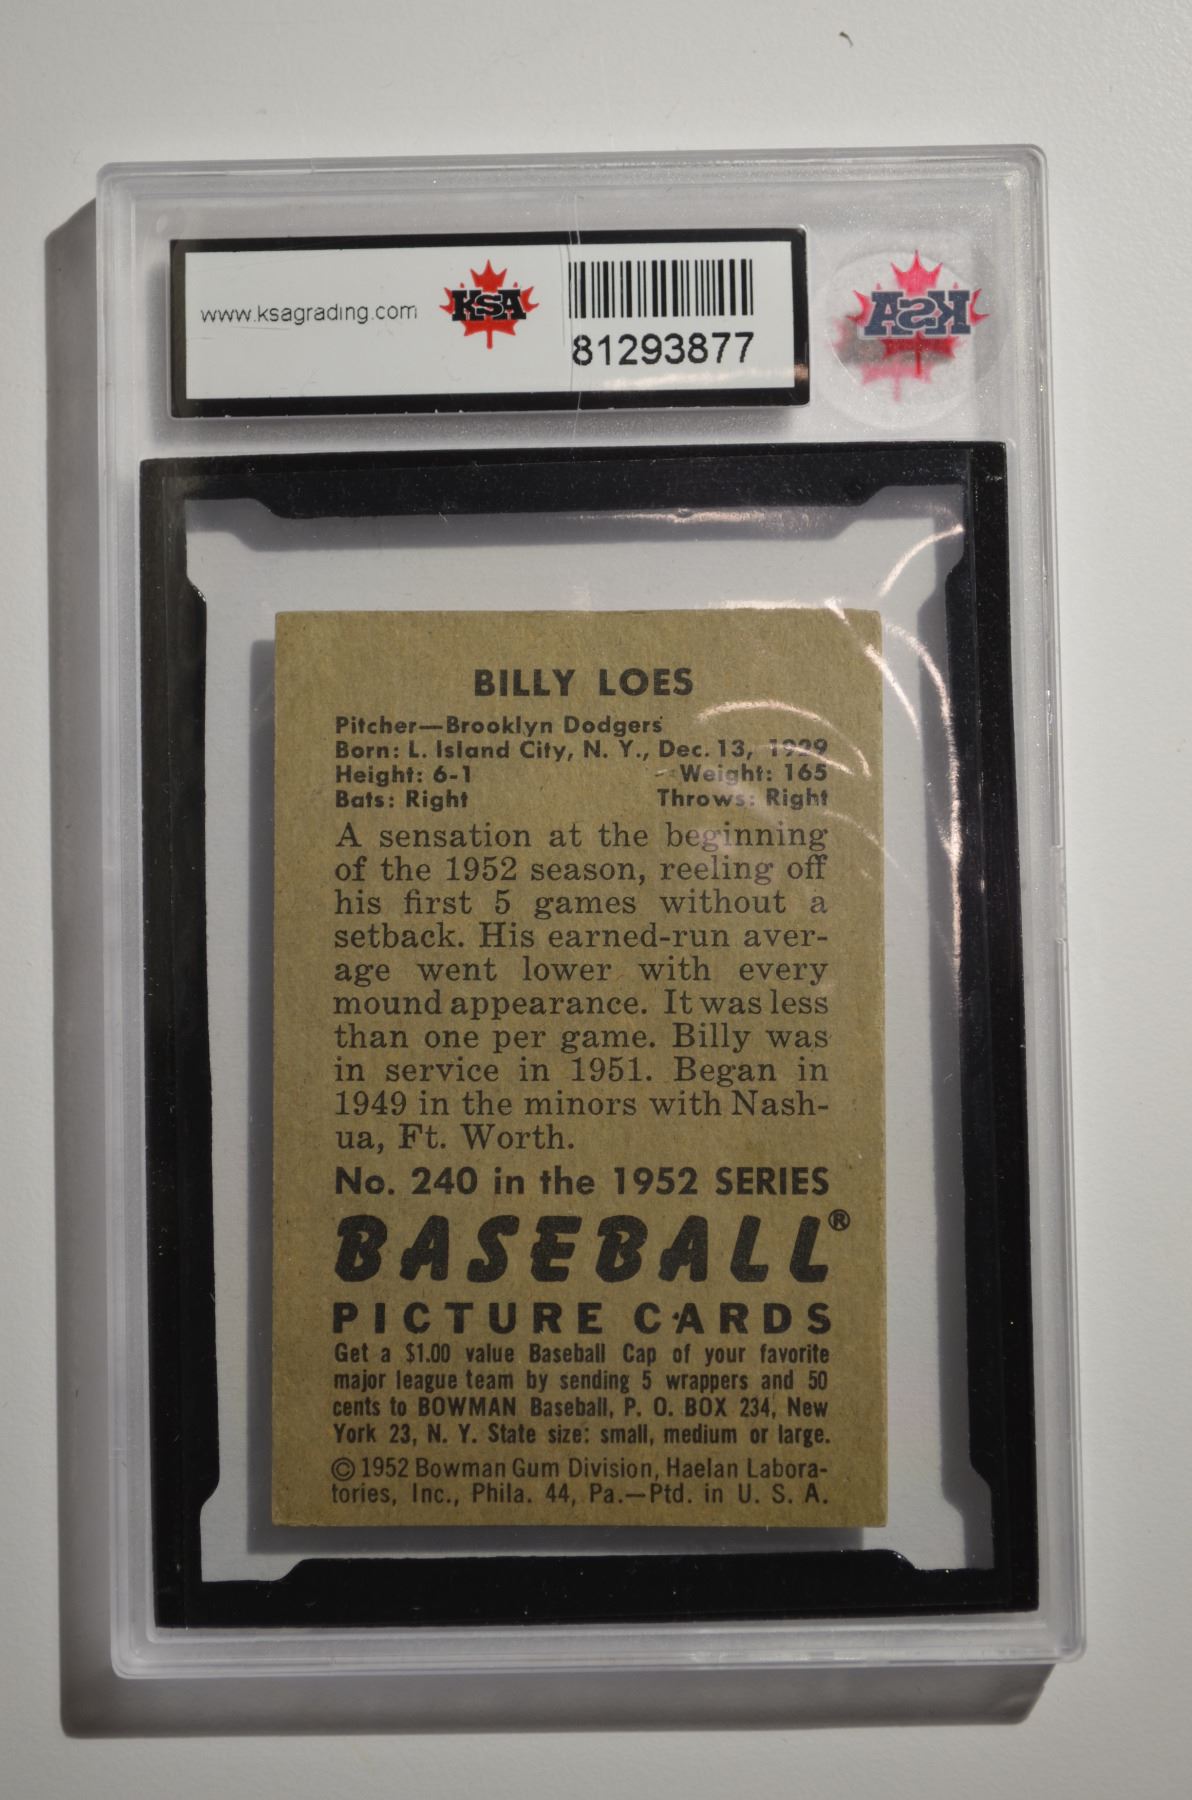 www.ksagrading.com
KSA
81293877
KSA
BILLY LOES
Pitcher—Brooklyn Dodgers
Born: L. Island City, N. Y., Dec. 13, 1929
Height: 6-1 Weight: 165
Bats: Right Throws: Right
A sensation at the beginning
of the 1952 season, reeling off
his first 5 games without a
setback. His earned-run aver-
age went lower with every
mound appearance. It was less
than one per game. Billy was
in service in 1951. Began in
1949 in the minors with Nash-
ua, Ft. Worth.
No. 240 in the 1952 SERIES
BASEBALL®
PICTURE CARDS
Get a $1.00 value Baseball Cap of your favorite
major league team by sending 5 wrappers and 50
cents to BOWMAN Baseball, P. O. BOX 234, New
York 23, N. Y. State size: small, medium or large.
© 1952 Bowman Gum Division, Haelan Labora-
tories, Inc., Phila. 44, Pa.—Ptd. in U. S. A.